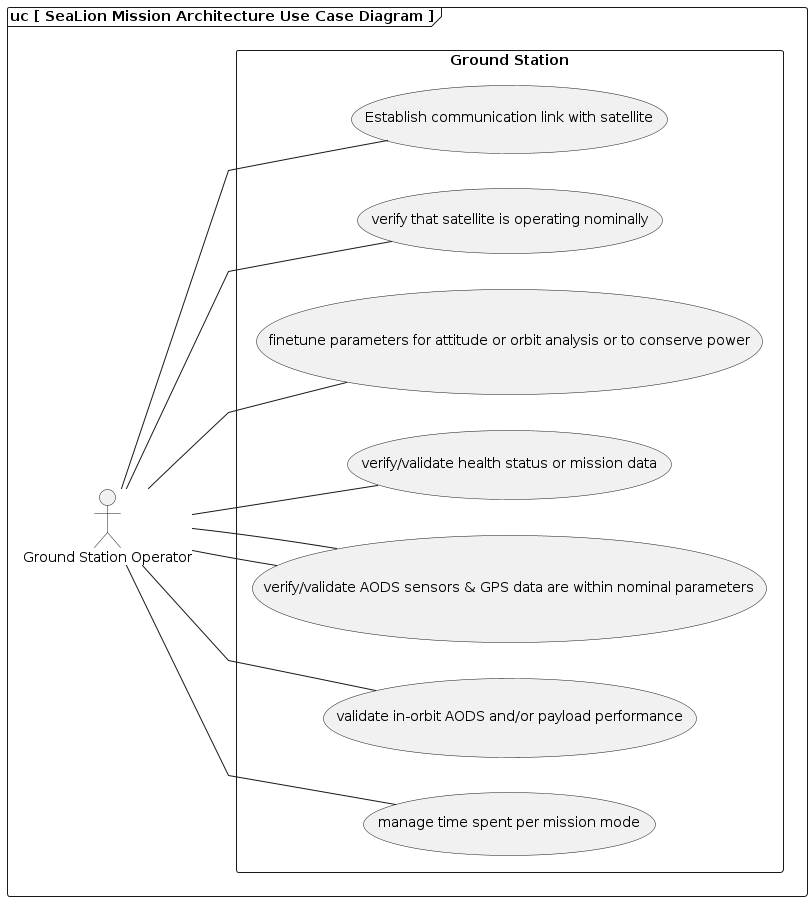 uc [ SeaLion Mission Architecture Use Case Diagram ]
Ground Station
Establish communication link with satellite
verify that satellite is operating nominally
finetune parameters for attitude or orbit analysis or to conserve power
verify/validate health status or mission data
Ground Station Operator
verify/validate AODS sensors & GPS data are within nominal parameters
validate in-orbit AODS and/or payload performance
manage time spent per mission mode